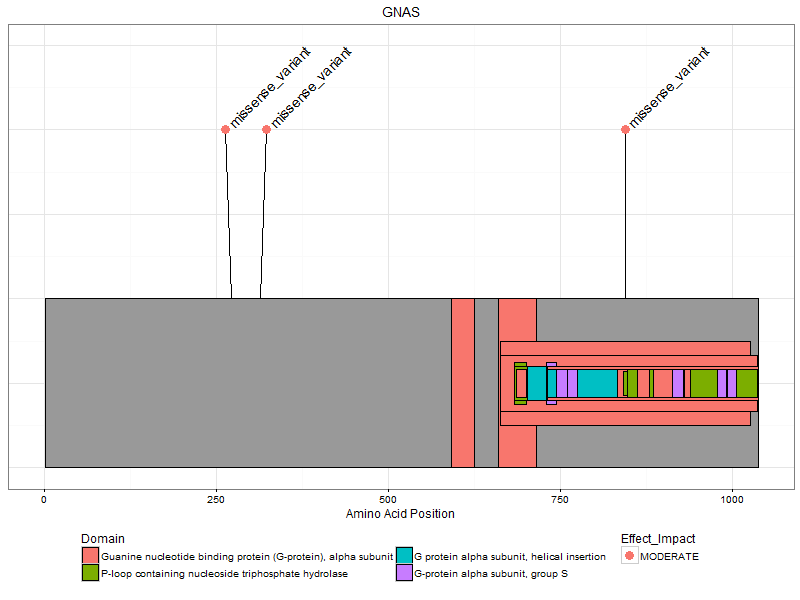 GNAS
missense_variant
missense_variant
missense_variant
0
250
500
750
1000
Amino Acid Position
Domain
Guanine nucleotide binding protein (G-protein), alpha subunit
G protein alpha subunit, helical insertion
P-loop containing nucleoside triphosphate hydrolase
G-protein alpha subunit, group S
Effect_Impact
MODERATE